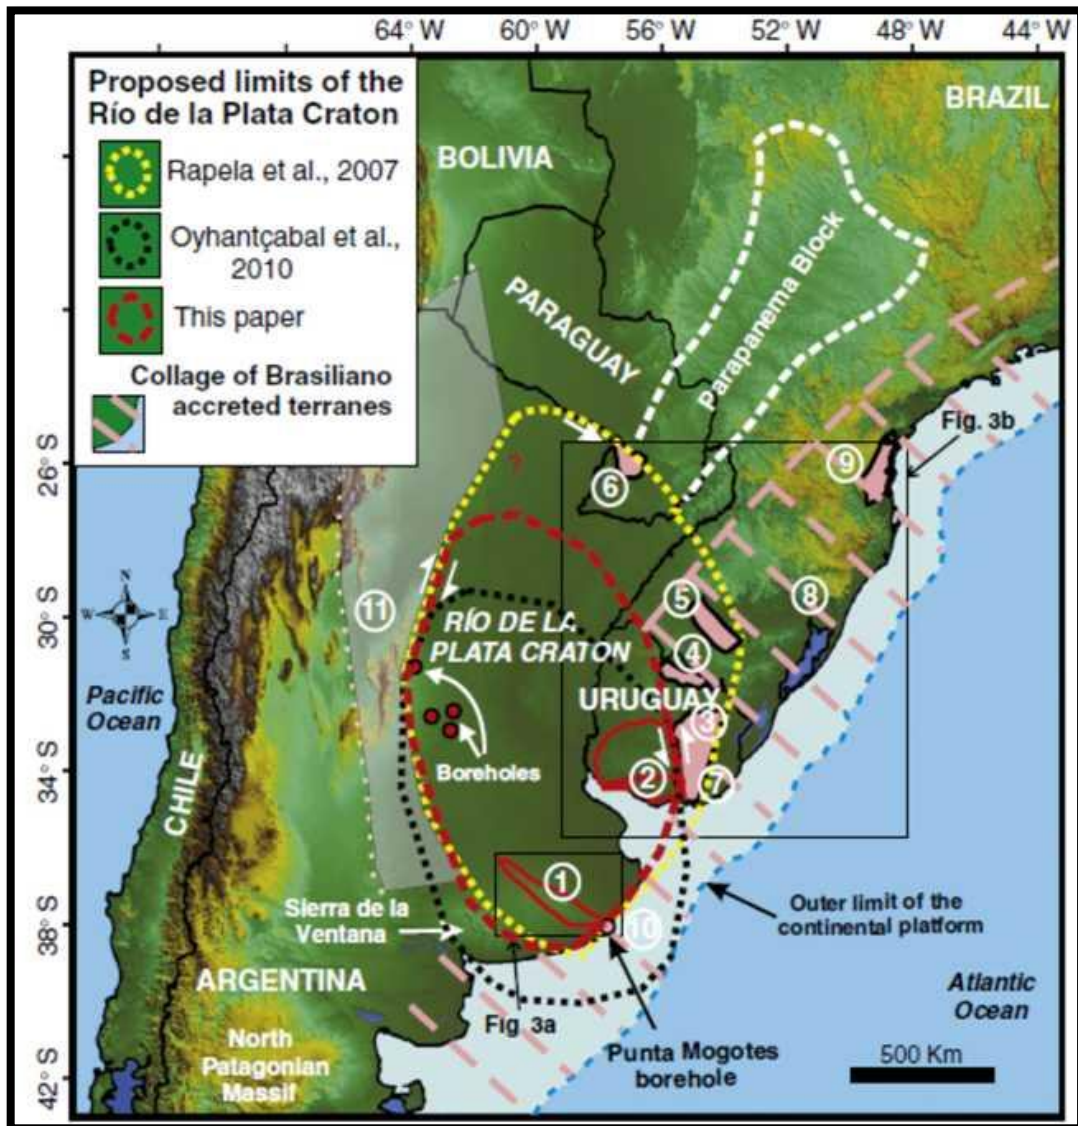 64° W 60° W 56° W 52° W 48° W 44° W
Proposed limits of the
Río de la Plata Craton
Rapela et al., 2007
Oyhantçabal et al.,
2010
This paper
Collage of Brasiliano
accreted terranes
BRAZIL
BOLIVIA
PARAGUAY
Parapanema Block
Fig. 3b
26° S
30° S
34° S
38° S
42° S
?
6
9
5
8
4
11
N
W E
S
RÍO DE LA
PLATA CRATON
URUGUAY
3
2
7
Pacific
Ocean
CHILE
Boreholes
1
10
Sierra de la
Ventana
Outer limit of the
continental platform
ARGENTINA
Atlantic
Ocean
Fig. 3a
North
Patagonian
Massif
Punta Mogotes
borehole
500 Km